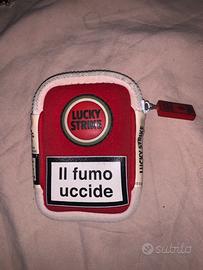 LUCKY
STRIKE
LUCKY STRIKE
Il fumo
uccide
subito